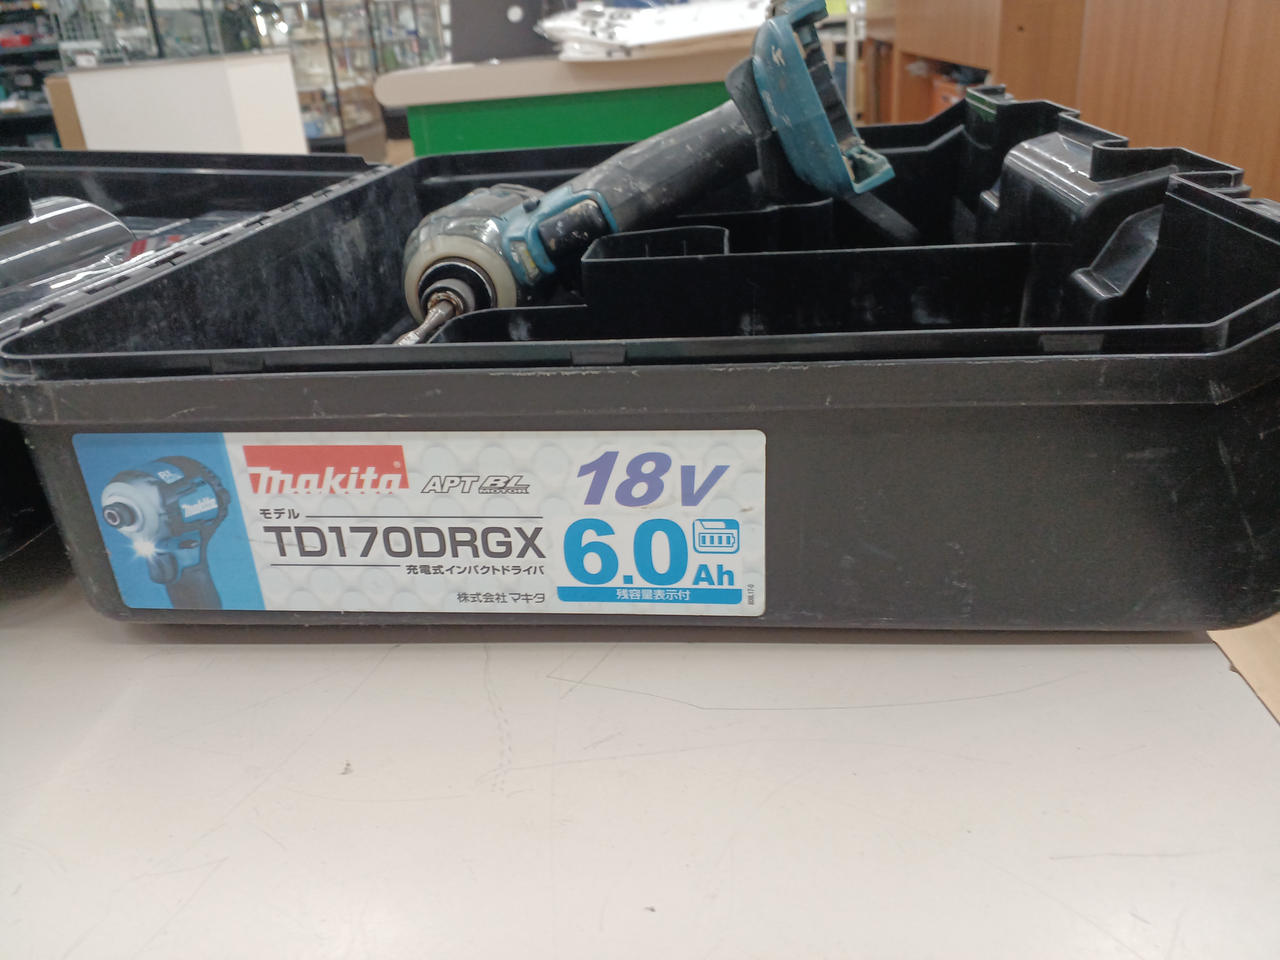 makita
APT BL
MOTOR
モデル
TD170DRGX
充電式インパクトドライバ
株式会社マキタ
18V
6.0Ah
残容量表示付
makita